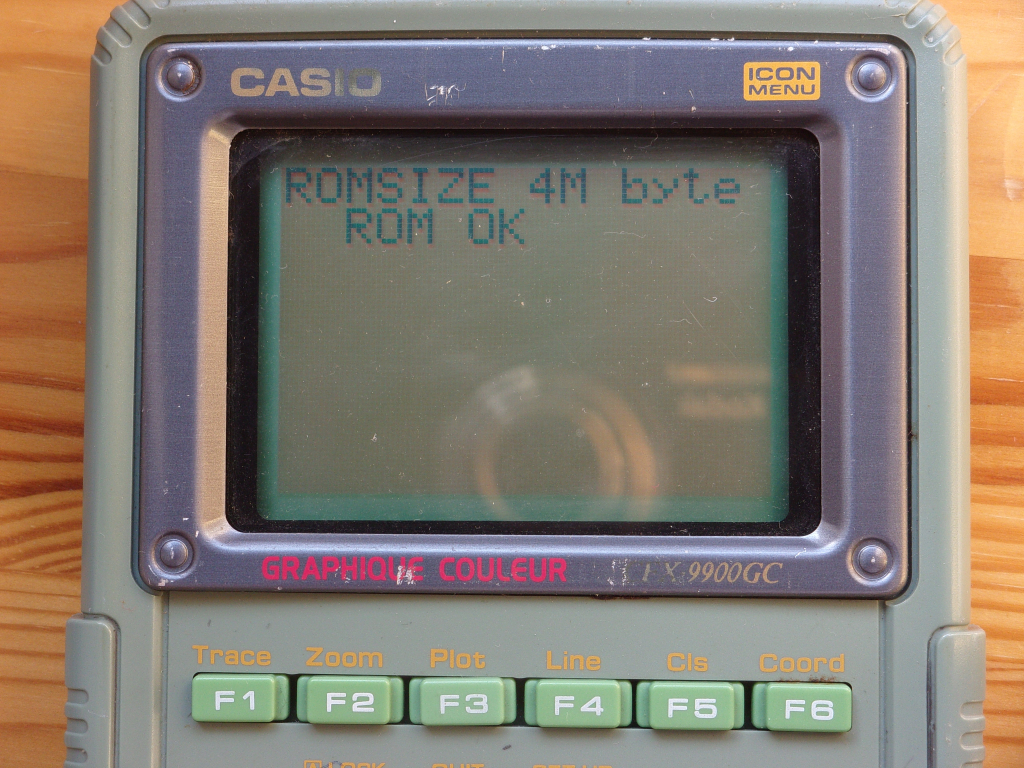 CASIO
ICON
MENU
ROMSIZE 4M byte
ROM OK
GRAPHIQUE COULEUR
FX 9900GC
Trace Zoom Plot Line Cls Coord
F1 F2 F3 F4 F5 F6